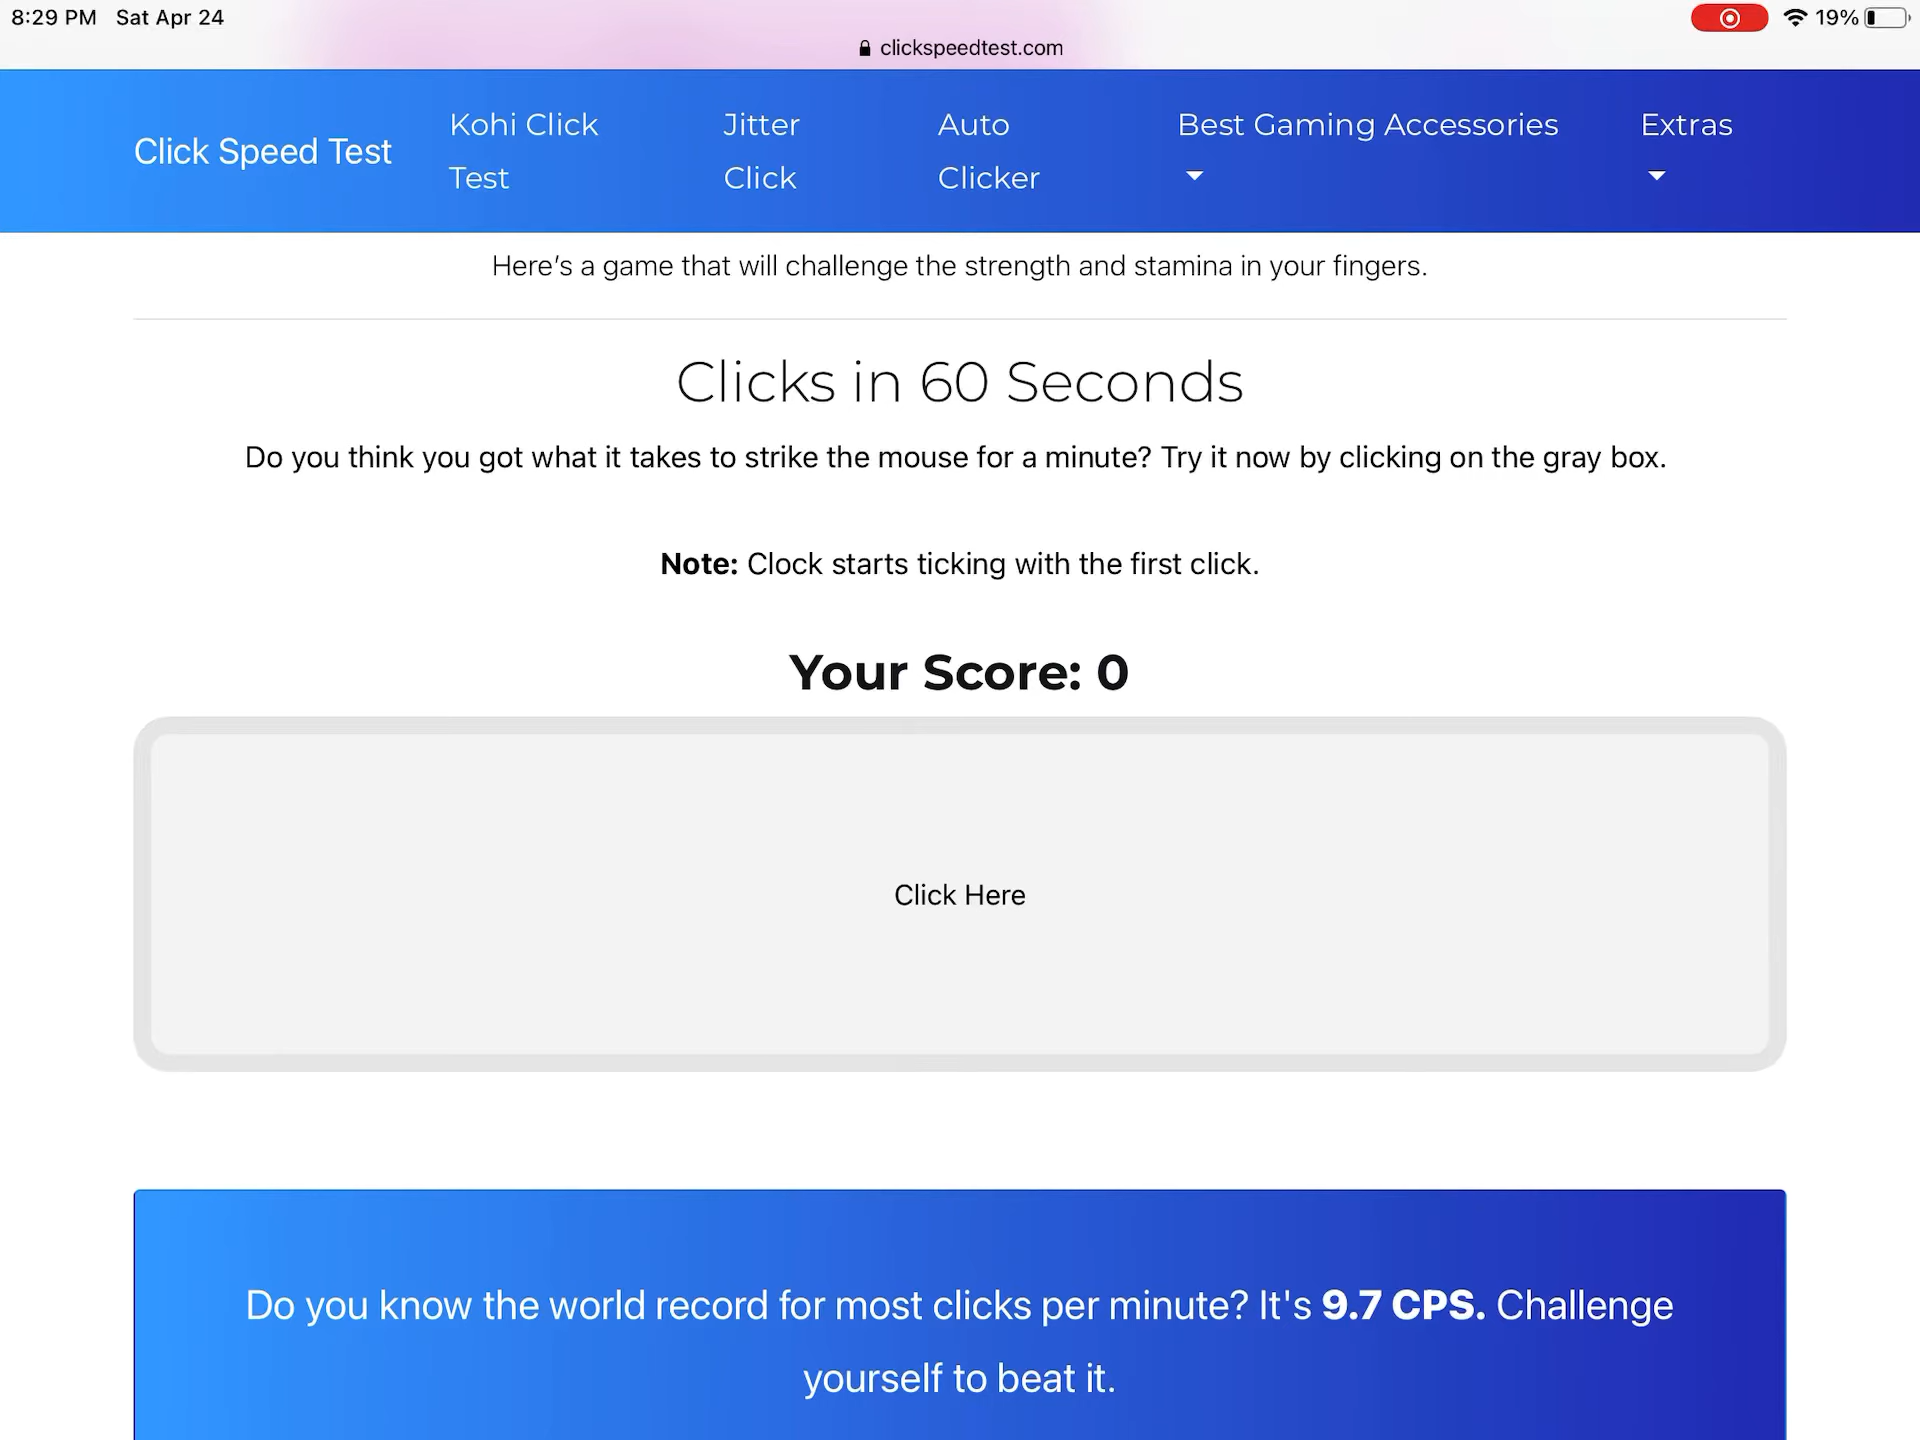 8:29 PM Sat Apr 24
19%
clickspeedtest.com
Click Speed Test
Kohi Click
Test
Jitter
Click
Auto
Clicker
Best Gaming Accessories
Extras
Here's a game that will challenge the strength and stamina in your fingers.
Clicks in 60 Seconds
Do you think you got what it takes to strike the mouse for a minute? Try it now by clicking on the gray box.
Note: Clock starts ticking with the first click.
Your Score: 0
Click Here
Do you know the world record for most clicks per minute? It's 9.7 CPS. Challenge
yourself to beat it.